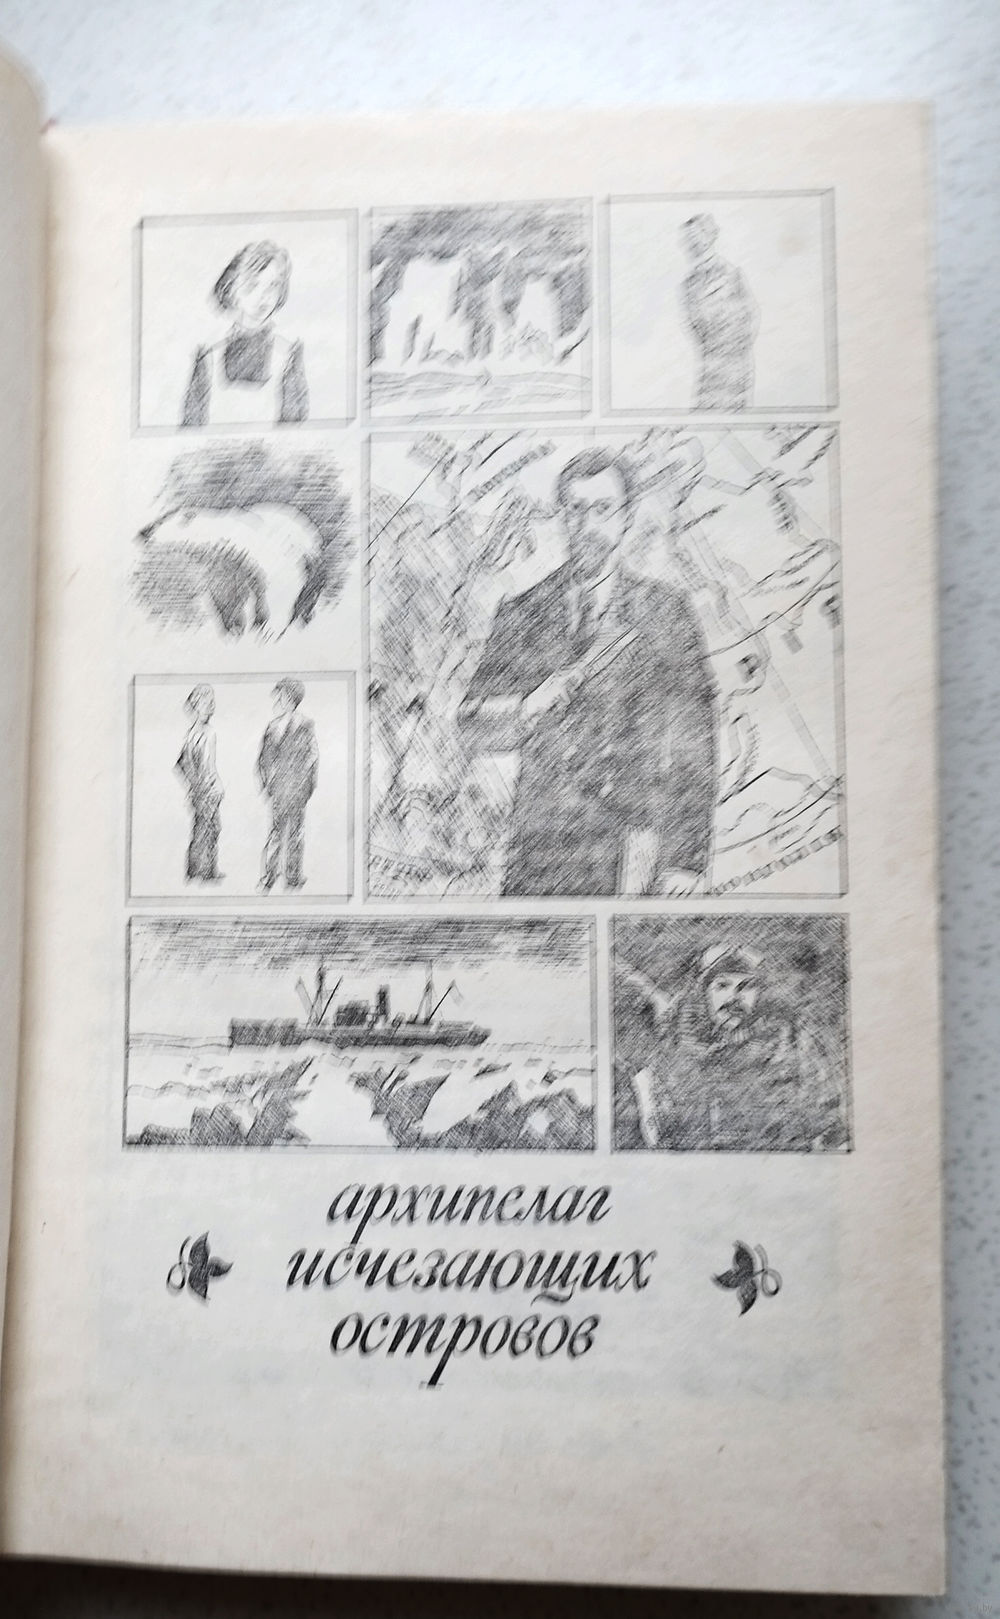 архипелаг
исчезающих
островов